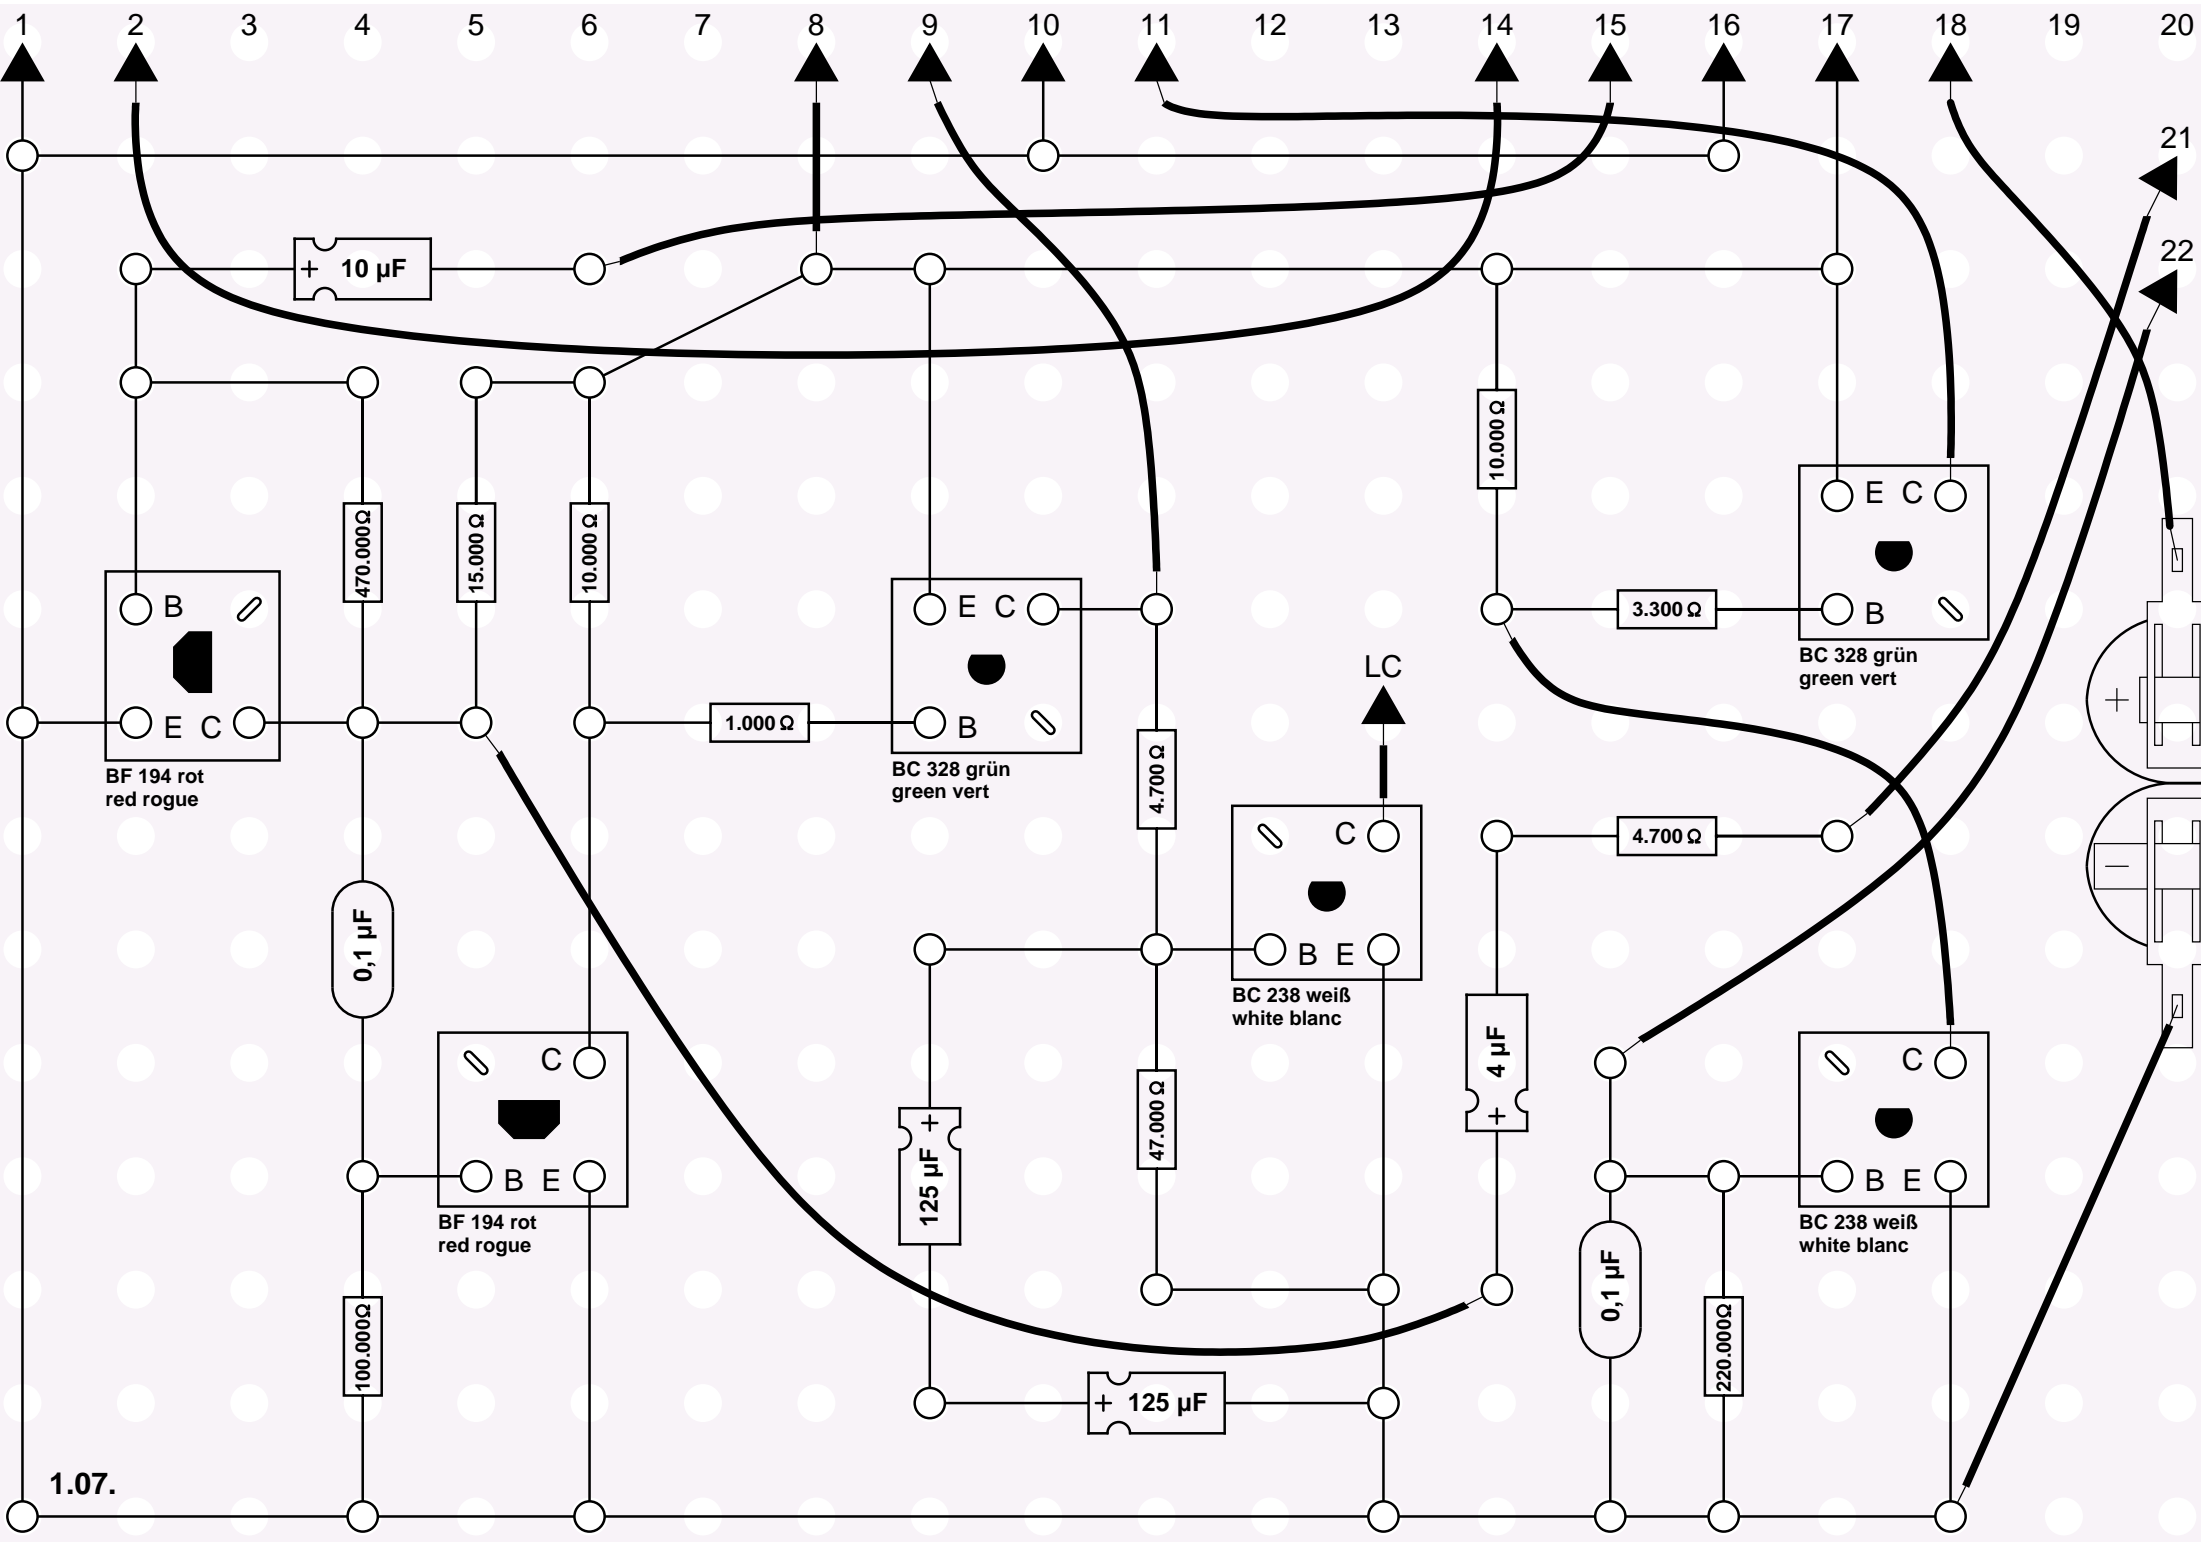 1 2 3 4 5 6 7 8 9 10 11 12 13 14 15 16 17 18 19 20
21
22
+ 10 µF
470.000Ω
15.000 Ω
10.000 Ω
10.000 Ω
E C
B
BC 328 grün
green vert
3.300 Ω
B
E C
BF 194 rot
red rogue
E C
B
BC 328 grün
green vert
1.000 Ω
4.700 Ω
LC
+
−
C
B E
BC 238 weiß
white blanc
4.700 Ω
0,1 µF
C
B E
BF 194 rot
red rogue
+
125 µF
47.000 Ω
4 µF
+
C
B E
BC 238 weiß
white blanc
0,1 µF
220.000Ω
100.000Ω
+ 125 µF
1.07.